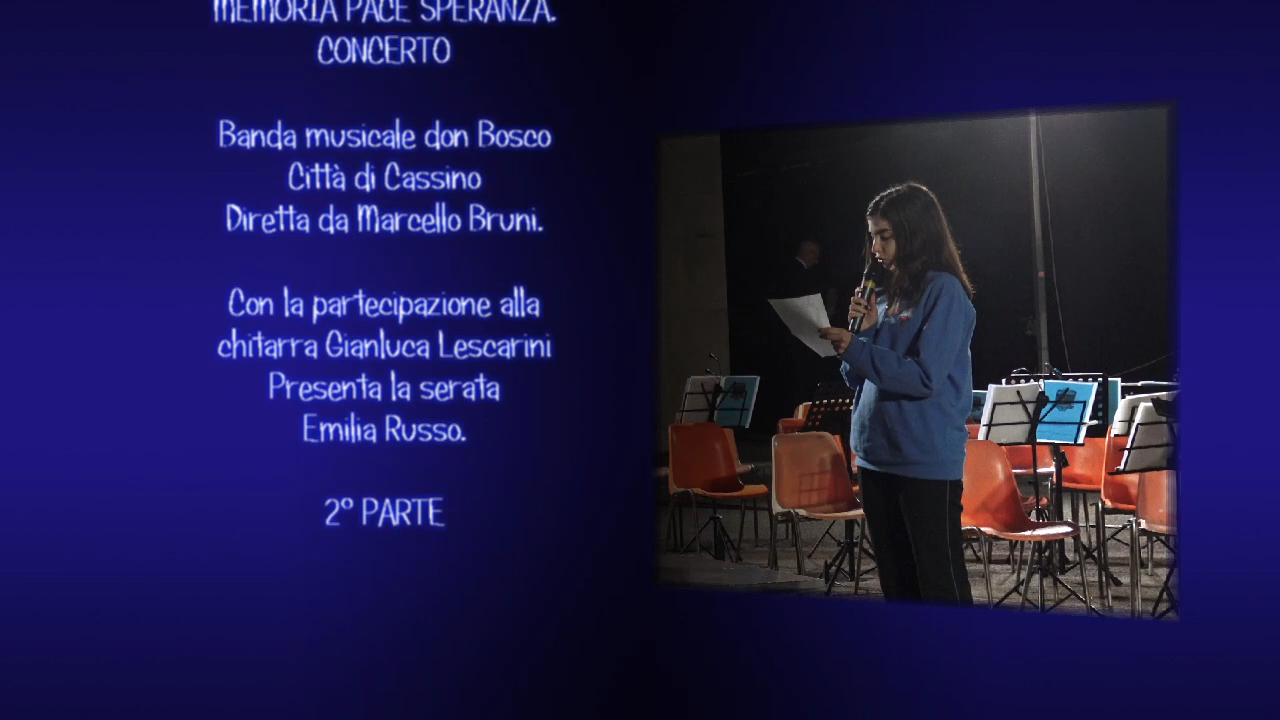 MEMORIA PACE SPERANZA.
CONCERTO
Banda musicale don Bosco
Città di Cassino
Diretta da Marcello Bruni.
Con la partecipazione alla
chitarra Gianluca Lescarini
Presenta la serata
Emilia Russo.
2° PARTE